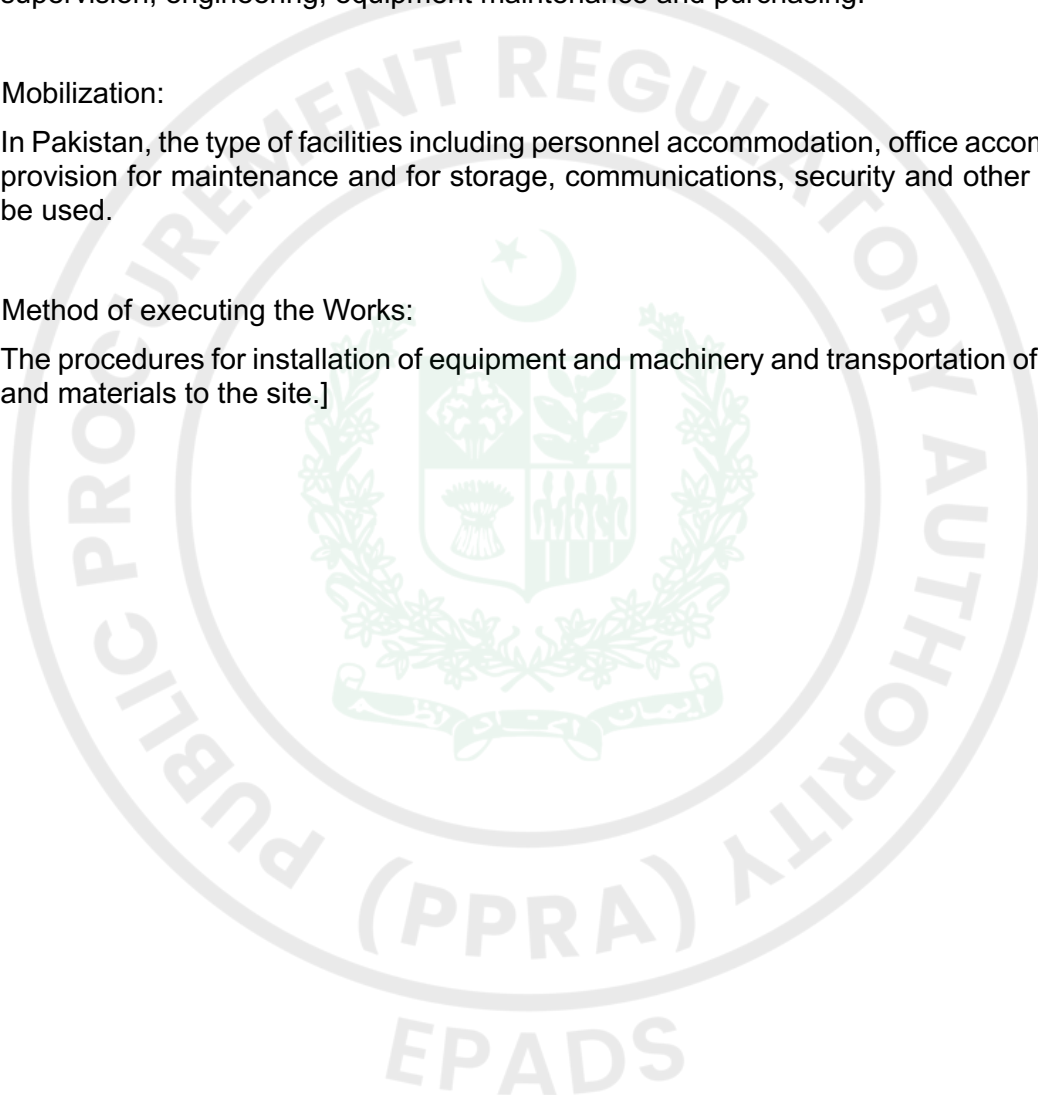 supervision, engineering, equipment maintenance and purchasing.
Mobilization:
In Pakistan, the type of facilities including personnel accommodation, office accom
provision for maintenance and for storage, communications, security and other
be used.
Method of executing the Works:
The procedures for installation of equipment and machinery and transportation of
and materials to the site.]
PUBLIC PROCUREMENT REGULATORY AUTHORITY
(PPRA)
EPADS